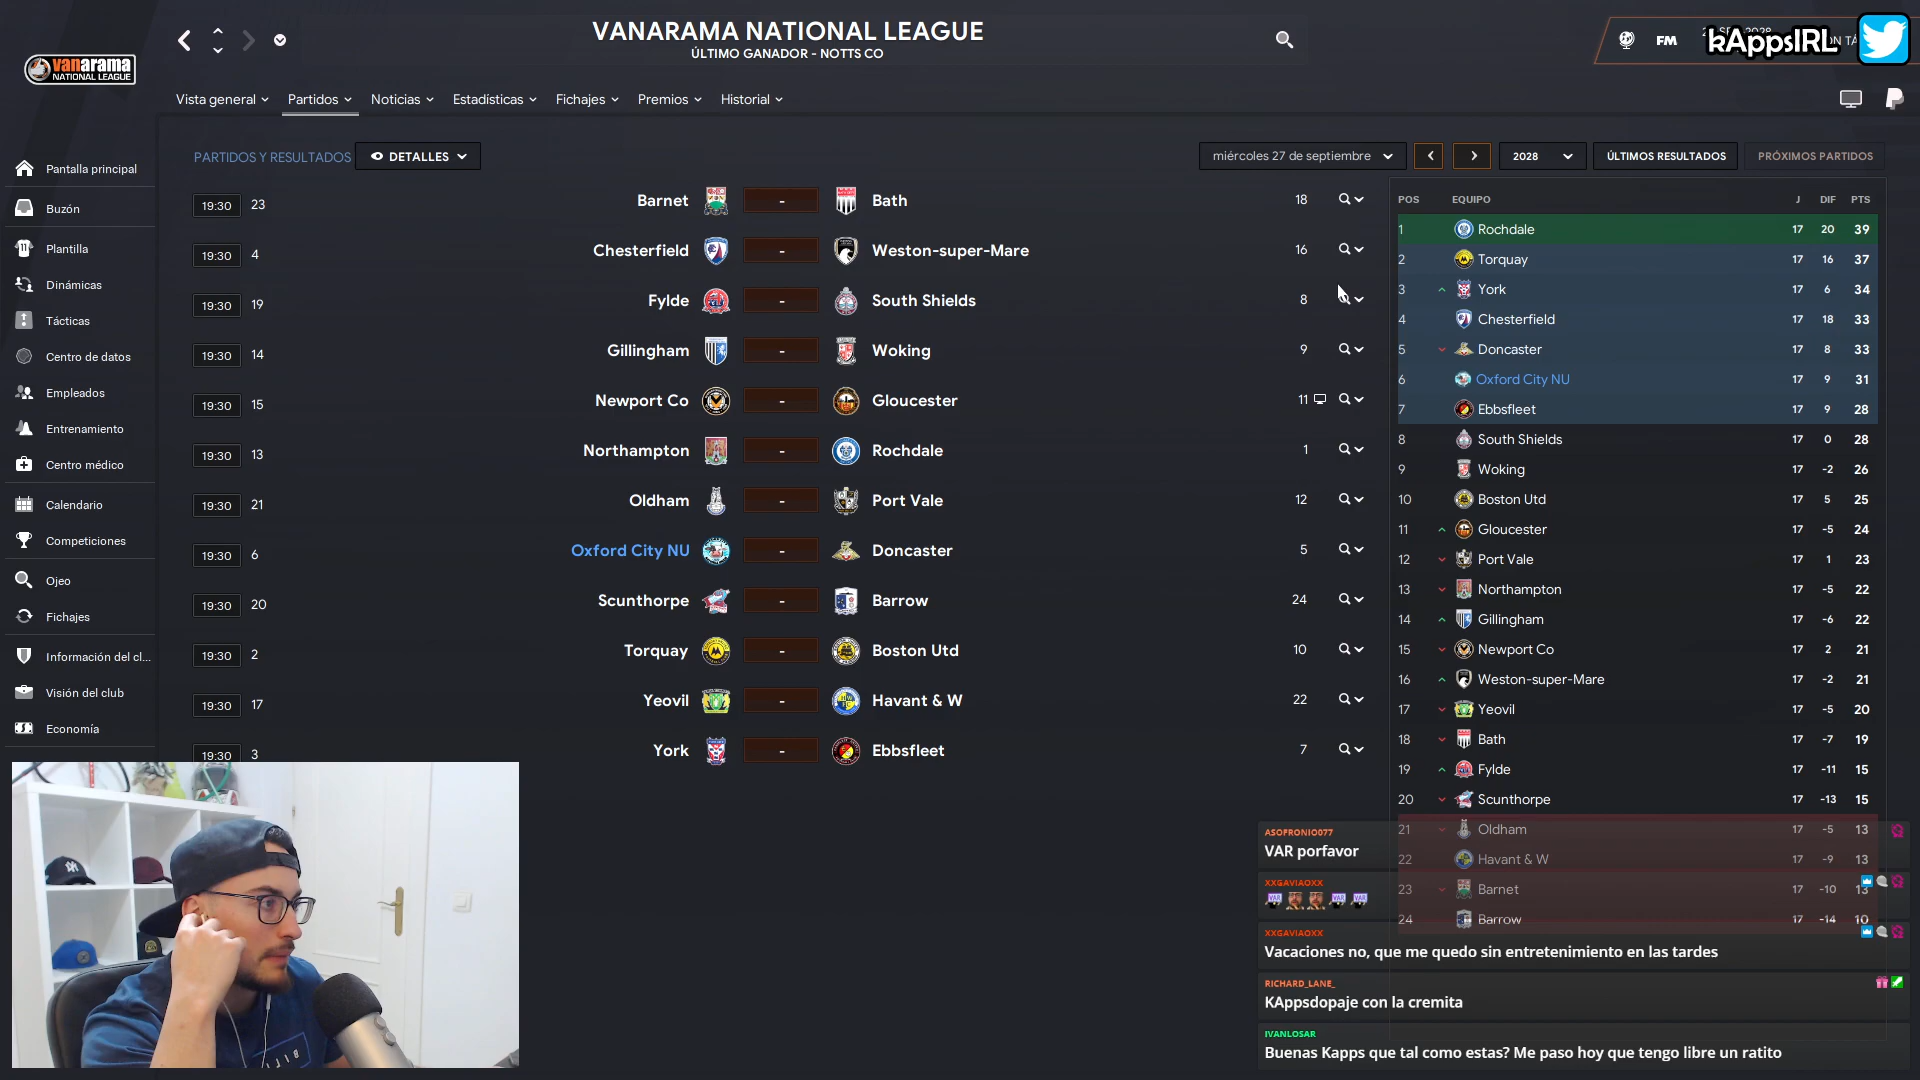 VANARAMA NATIONAL LEAGUE
ÚLTIMO GANADOR - NOTTS CO
FM
kAppsIRL
vanarama
NATIONAL LEAGUE
Vista general
Partidos
Noticias
Estadísticas
Fichajes
Premios
Historial
Pantalla principal
Buzón
Plantilla
Dinámicas
Tácticas
Centro de datos
Empleados
Entrenamiento
Centro médico
Calendario
Competiciones
Ojeo
Fichajes
Información del cl...
Visión del club
Economía
PARTIDOS Y RESULTADOS
DETALLES
miércoles 27 de septiembre
2028
ÚLTIMOS RESULTADOS
PRÓXIMOS PARTIDOS
19:30 23 Barnet - Bath 18
19:30 4 Chesterfield - Weston-super-Mare 16
19:30 19 Fylde - South Shields 8
19:30 14 Gillingham - Woking 9
19:30 15 Newport Co - Gloucester 11
19:30 13 Northampton - Rochdale 1
19:30 21 Oldham - Port Vale 12
19:30 6 Oxford City NU - Doncaster 5
19:30 20 Scunthorpe - Barrow 24
19:30 2 Torquay - Boston Utd 10
19:30 17 Yeovil - Havant & W 22
19:30 3 York - Ebbsfleet 7
POS EQUIPO J DIF PTS
1 Rochdale 17 20 39
2 Torquay 17 16 37
3 York 17 6 34
4 Chesterfield 17 18 33
5 Doncaster 17 8 33
6 Oxford City NU 17 9 31
7 Ebbsfleet 17 9 28
8 South Shields 17 0 28
9 Woking 17 -2 26
10 Boston Utd 17 5 25
11 Gloucester 17 -5 24
12 Port Vale 17 1 23
13 Northampton 17 -5 22
14 Gillingham 17 -6 22
15 Newport Co 17 2 21
16 Weston-super-Mare 17 -2 21
17 Yeovil 17 -5 20
18 Bath 17 -7 19
19 Fylde 17 -11 15
20 Scunthorpe 17 -13 15
21 Oldham 17 -5 13
22 Havant & W 17 -9 13
23 Barnet 17 -10 13
24 Barrow 17 -14 10
ASOFRONIO077
VAR porfavor
XXGAVIAOXX
XXGAVIAOXX
Vacaciones no, que me quedo sin entretenimiento en las tardes
RICHARD_LANE_
KAppsdopaje con la cremita
IVANLOSAR
Buenas Kapps que tal como estas? Me paso hoy que tengo libre un ratito